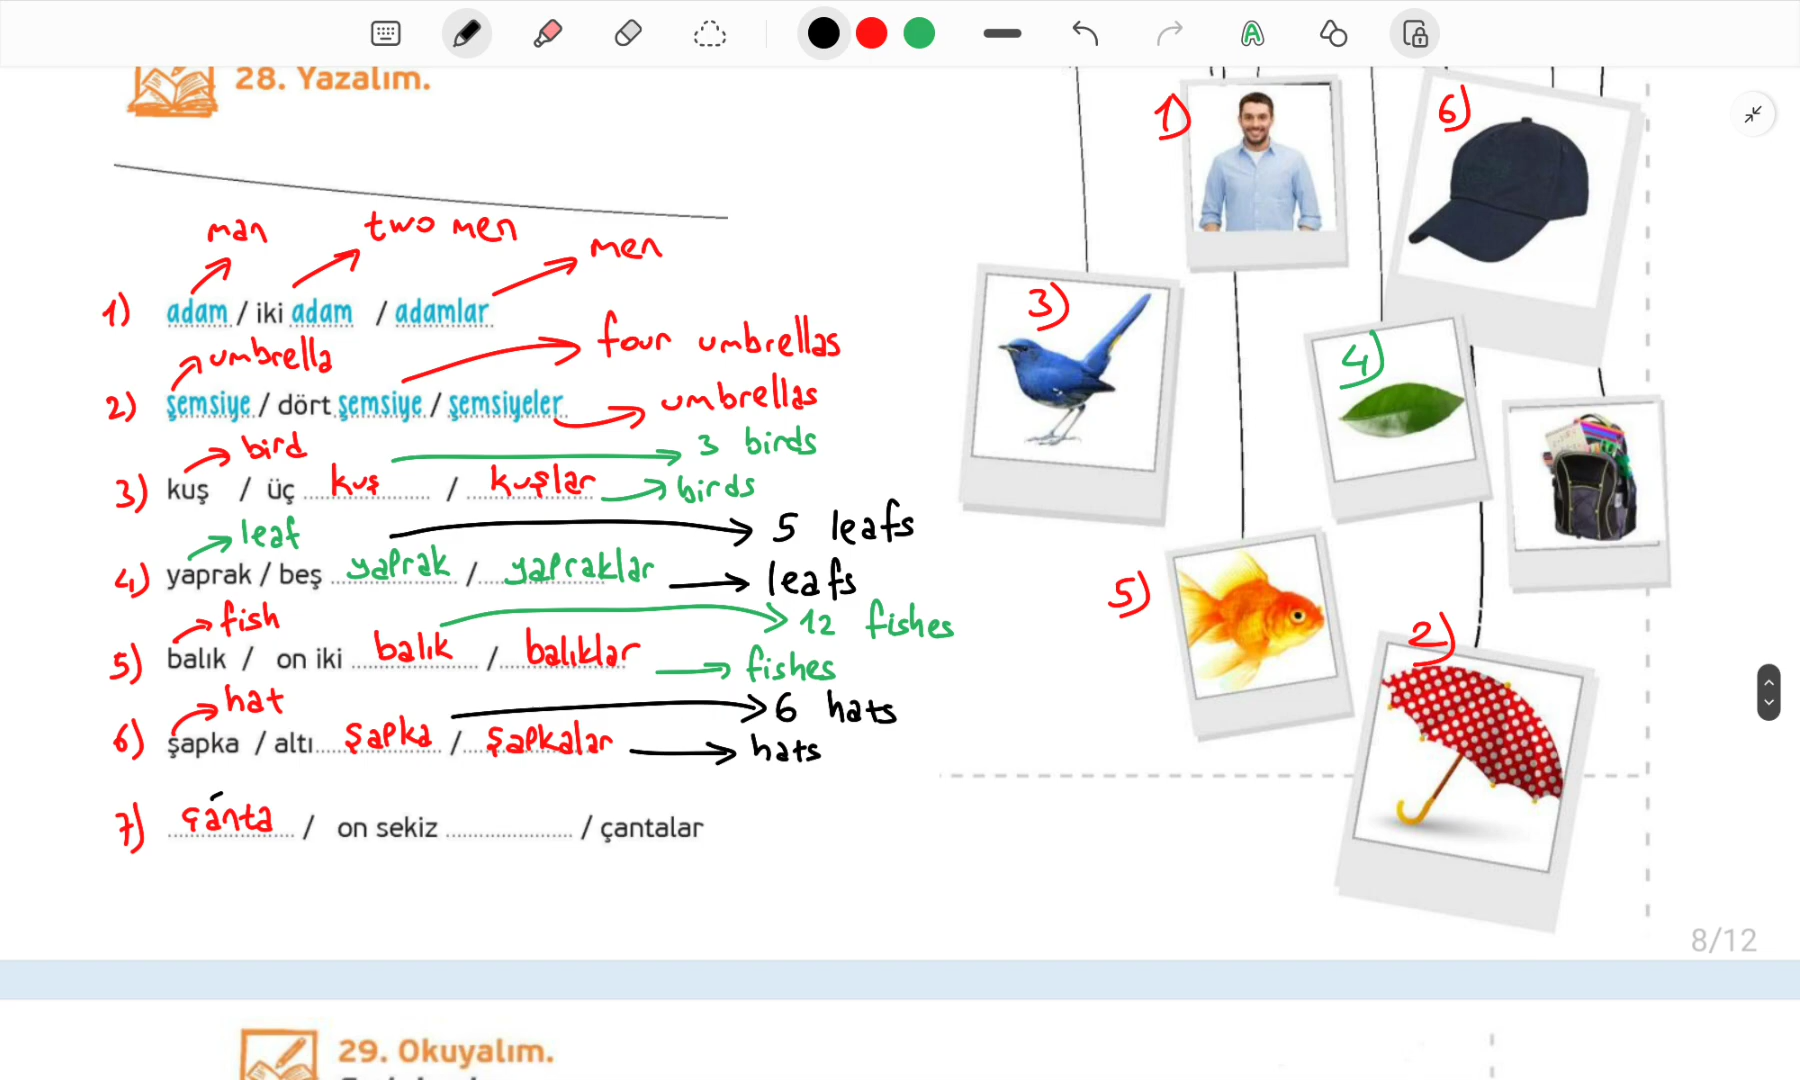 28. Yazalım.
1)
6)
man
two men
men
3)
1) adam / iki adam / adamlar
umbrella
four umbrellas
4)
2) şemsiye / dört şemsiye / şemsiyeler
umbrellas
bird
3 birds
3) kuş / üç kuş / kuşlar
birds
leaf
5 leafs
4) yaprak / beş yaprak / yapraklar
leafs
5)
fish
12 fishes
2)
5) balık / on iki balık / balıklar
fishes
hat
6 hats
6) şapka / altı şapka / şapkalar
hats
7) çanta / on sekiz / çantalar
8/12
29. Okuyalım.